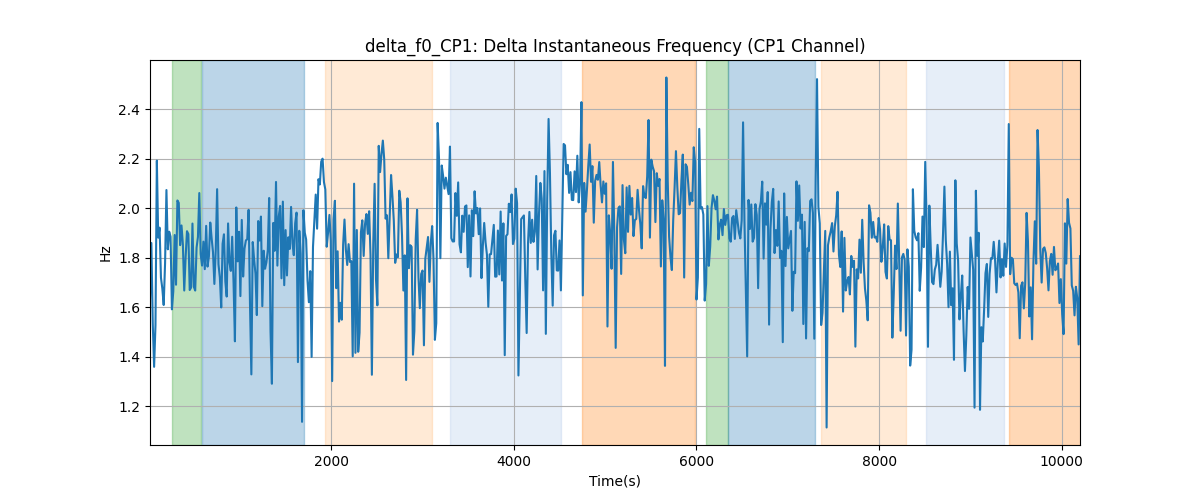 delta_f0_CP1: Delta Instantaneous Frequency (CP1 Channel)
2.4
2.2
2.0
1.8
1.6
1.4
1.2
Hz
2000 4000 6000 8000 10000
Time(s)